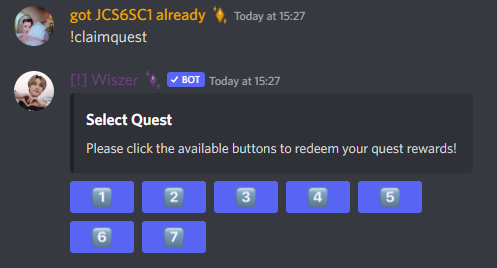 got JCS6SC1 already Today at 15:27
!claimquest
[!] Wiszer ✓ BOT Today at 15:27
Select Quest
Please click the available buttons to redeem your quest rewards!
1 2 3 4 5
6 7